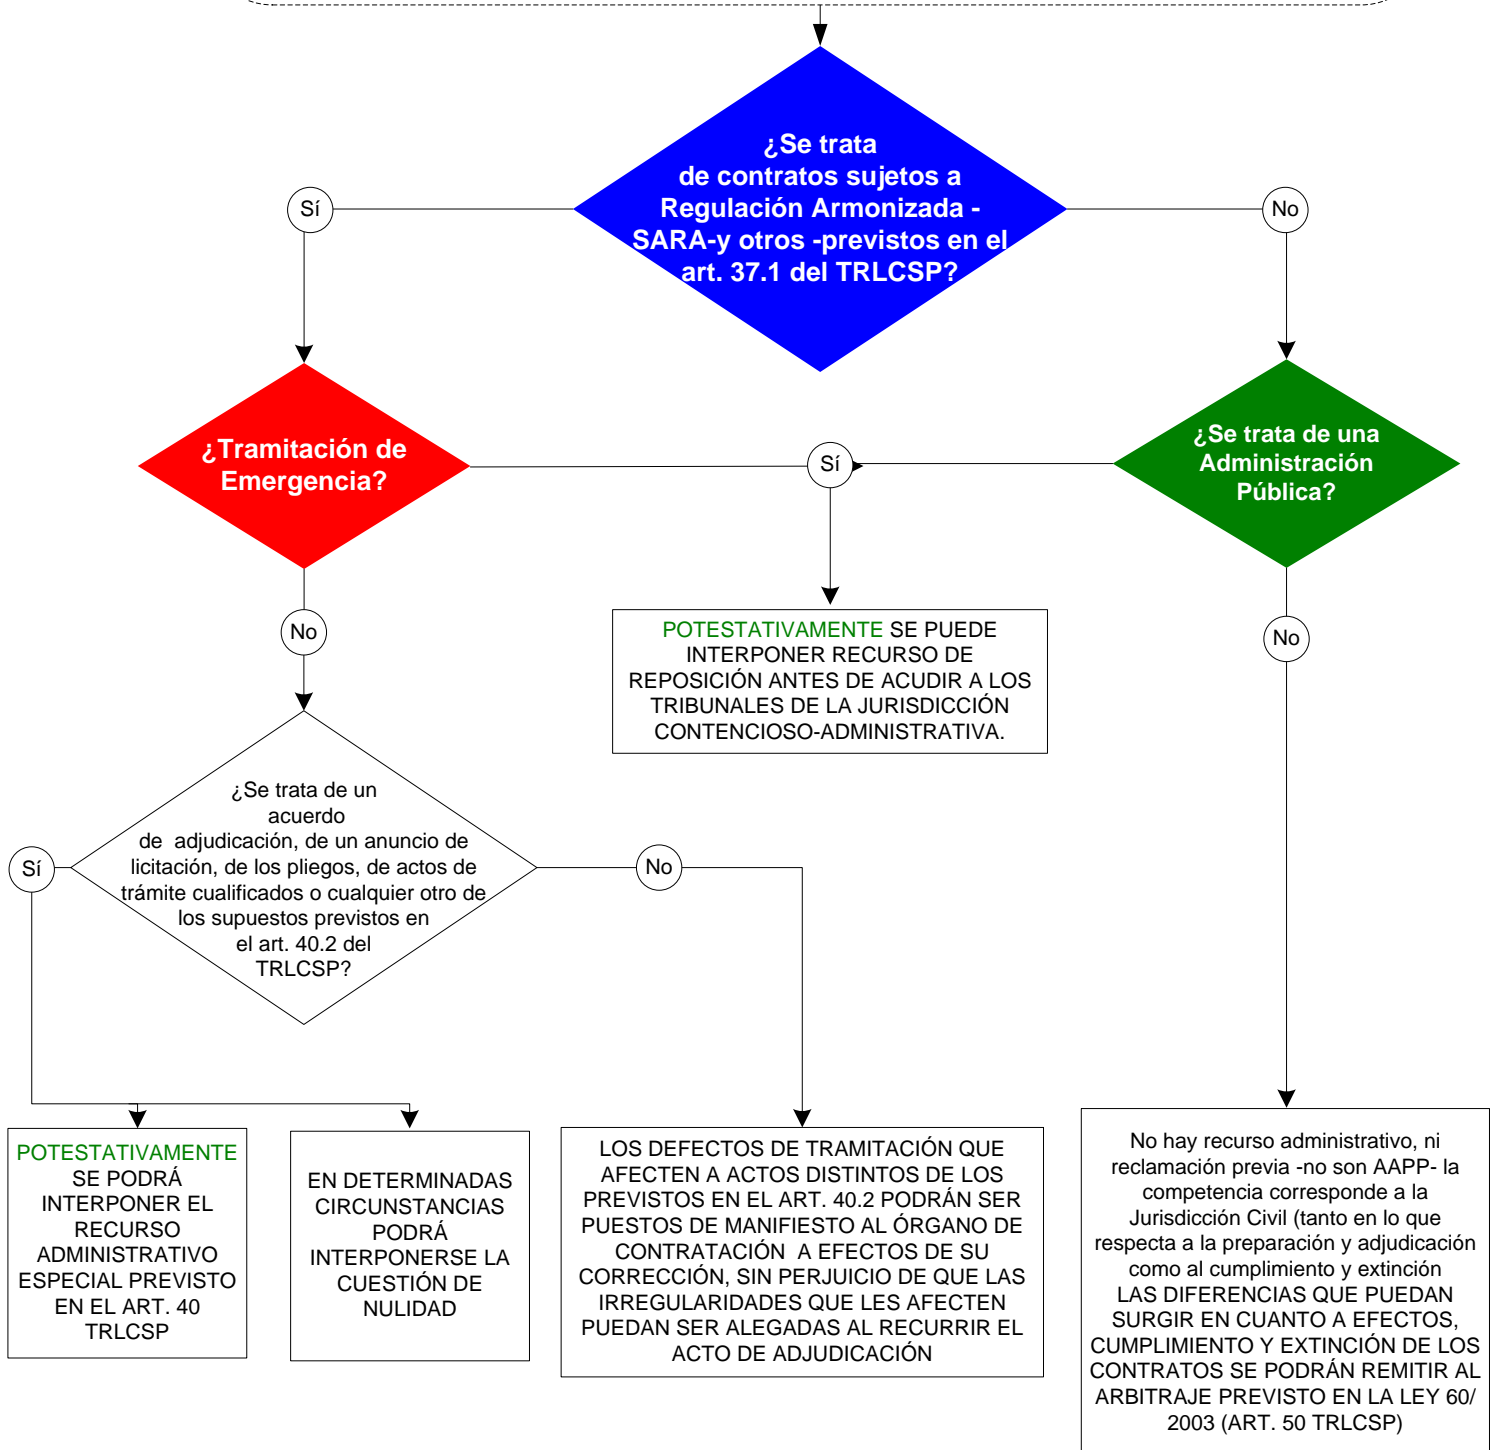 ¿Se trata
de contratos sujetos a
Regulación Armonizada -
SARA-y otros -previstos en el
art. 37.1 del TRLCSP?
Sí
No
¿Tramitación de
Emergencia?
Sí
¿Se trata de una
Administración
Pública?
No
POTESTATIVAMENTE SE PUEDE
INTERPONER RECURSO DE
REPOSICIÓN ANTES DE ACUDIR A LOS
TRIBUNALES DE LA JURISDICCIÓN
CONTENCIOSO-ADMINISTRATIVA.
No
¿Se trata de un
acuerdo
de  adjudicación, de un anuncio de
licitación, de los pliegos, de actos de
trámite cualificados o cualquier otro de
los supuestos previstos en
el art. 40.2 del
TRLCSP?
Sí
No
POTESTATIVAMENTE
SE PODRÁ
INTERPONER EL
RECURSO
ADMINISTRATIVO
ESPECIAL PREVISTO
EN EL ART. 40
TRLCSP
EN DETERMINADAS
CIRCUNSTANCIAS
PODRÁ
INTERPONERSE LA
CUESTIÓN DE
NULIDAD
LOS DEFECTOS DE TRAMITACIÓN QUE
AFECTEN A ACTOS DISTINTOS DE LOS
PREVISTOS EN EL ART. 40.2 PODRÁN SER
PUESTOS DE MANIFIESTO AL ÓRGANO DE
CONTRATACIÓN  A EFECTOS DE SU
CORRECCIÓN, SIN PERJUICIO DE QUE LAS
IRREGULARIDADES QUE LES AFECTEN
PUEDAN SER ALEGADAS AL RECURRIR EL
ACTO DE ADJUDICACIÓN
No hay recurso administrativo, ni
reclamación previa -no son AAPP- la
competencia corresponde a la
Jurisdicción Civil (tanto en lo que
respecta a la preparación y adjudicación
como al cumplimiento y extinción
LAS DIFERENCIAS QUE PUEDAN
SURGIR EN CUANTO A EFECTOS,
CUMPLIMIENTO Y EXTINCIÓN DE LOS
CONTRATOS SE PODRÁN REMITIR AL
ARBITRAJE PREVISTO EN LA LEY 60/
2003 (ART. 50 TRLCSP)